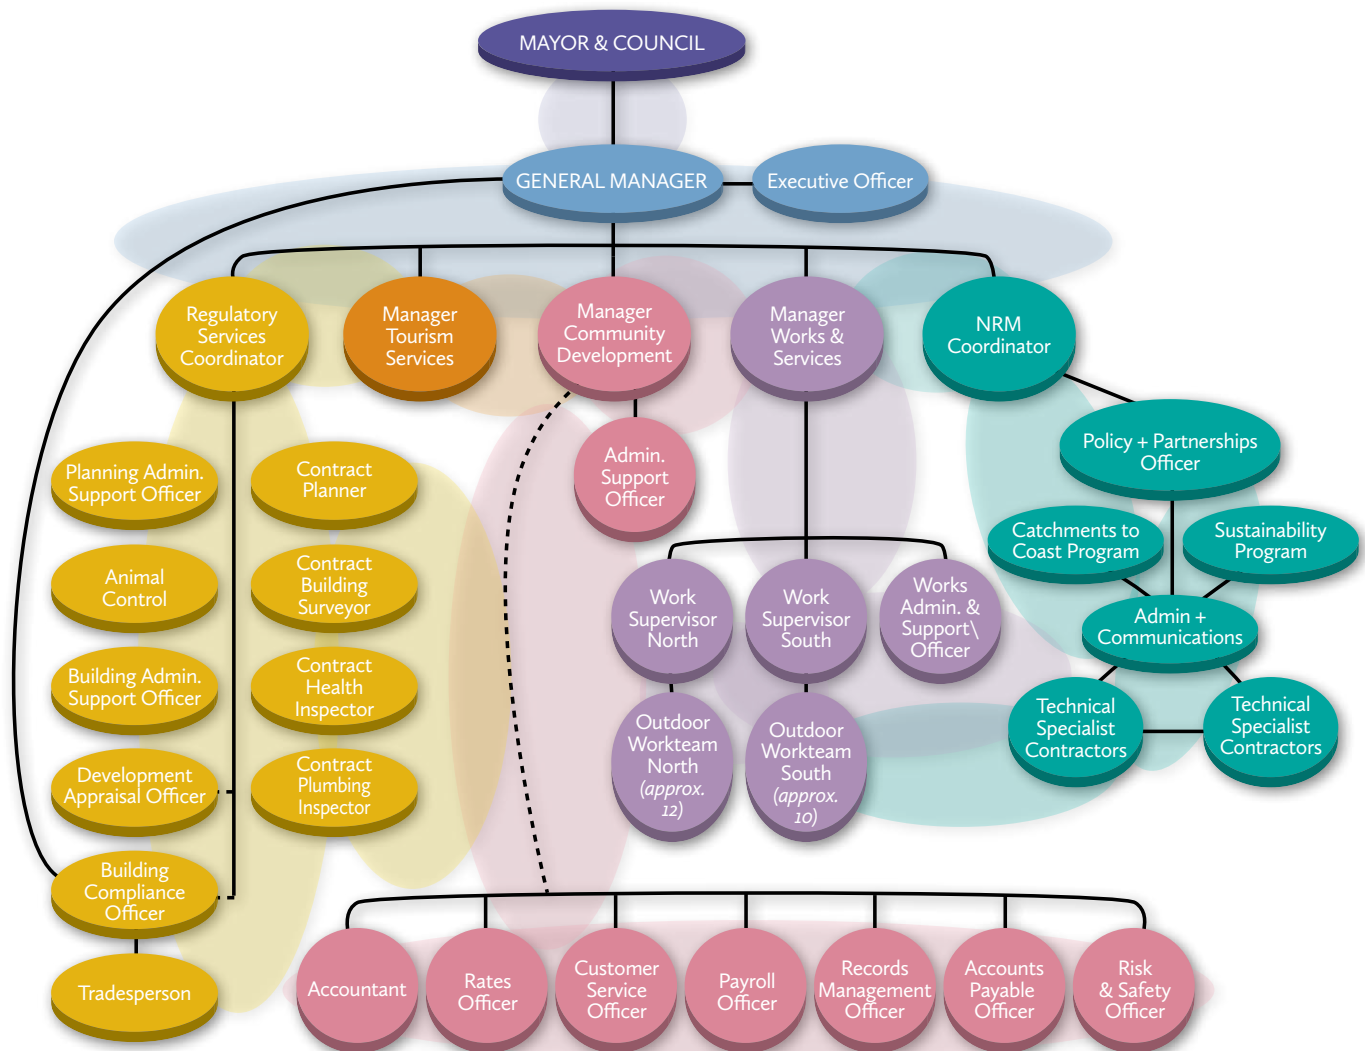 MAYOR & COUNCIL
GENERAL MANAGER
Executive Officer
Regulatory
Services
Coordinator
Manager
Tourism
Services
Manager
Community
Development
Manager
Works &
Services
NRM
Coordinator
Planning Admin.
Support Officer
Contract
Planner
Admin.
Support
Officer
Policy + Partnerships
Officer
Catchments to
Coast Program
Sustainability
Program
Animal
Control
Contract
Building
Surveyor
Work
Supervisor
North
Work
Supervisor
South
Works
Admin. &
Support\
Officer
Admin +
Communications
Building Admin.
Support Officer
Contract
Health
Inspector
Outdoor
Workteam
North
(approx.
12)
Outdoor
Workteam
South
(approx.
10)
Technical
Specialist
Contractors
Technical
Specialist
Contractors
Development
Appraisal Officer
Contract
Plumbing
Inspector
Building
Compliance
Officer
Tradesperson
Accountant
Rates
Officer
Customer
Service
Officer
Payroll
Officer
Records
Management
Officer
Accounts
Payable
Officer
Risk
& Safety
Officer